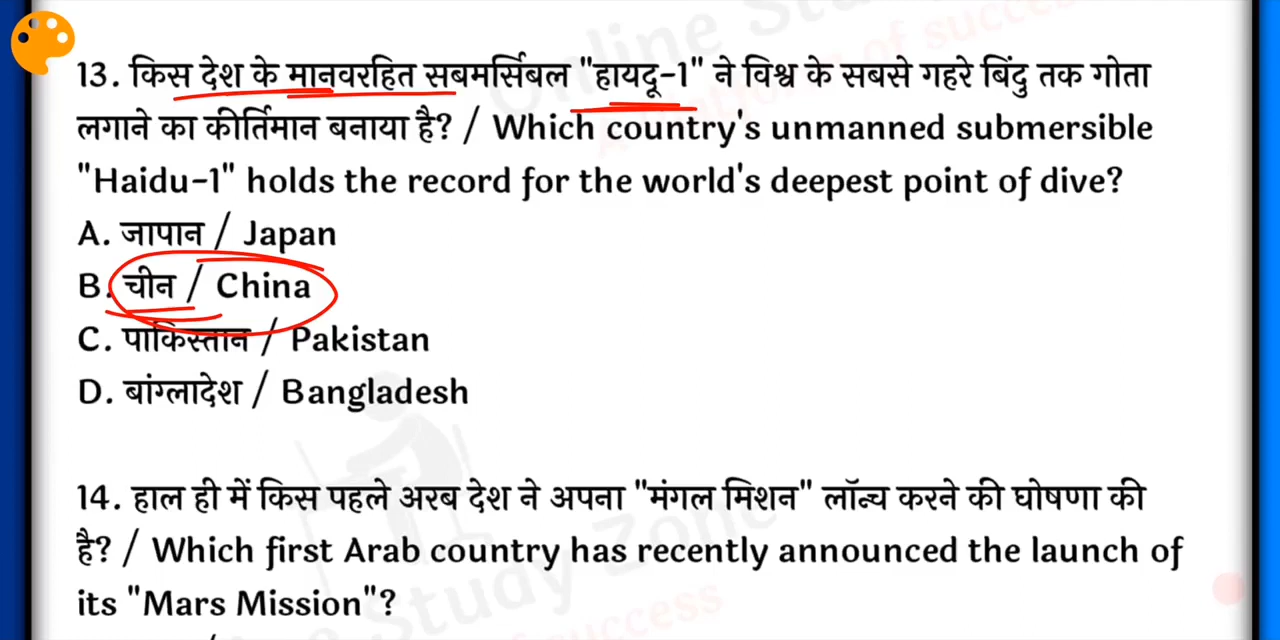 13. किस देश के मानवरहित सबमर्सिबल "हायदू-1" ने विश्व के सबसे गहरे बिंदु तक गोता
लगाने का कीर्तिमान बनाया है? / Which country's unmanned submersible
"Haidu-1" holds the record for the world's deepest point of dive?
A. जापान / Japan
B. चीन / China
C. पाकिस्तान / Pakistan
D. बांग्लादेश / Bangladesh
14. हाल ही में किस पहले अरब देश ने अपना "मंगल मिशन" लॉन्च करने की घोषणा की
है? / Which first Arab country has recently announced the launch of
its "Mars Mission"?